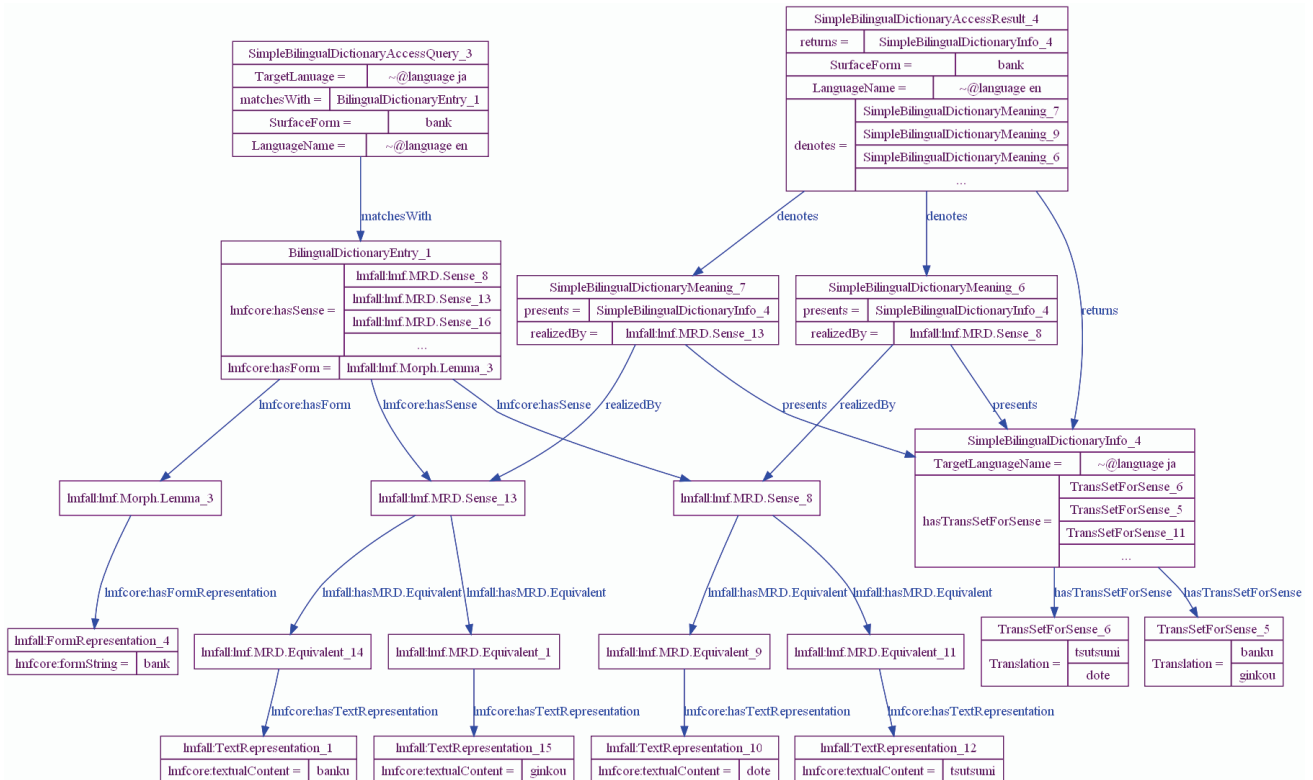 SimpleBilingualDictionaryAccessQuery_3
TargetLanuage = ~@language ja
matchesWith = BilingualDictionaryEntry_1
SurfaceForm = bank
LanguageName = ~@language en
SimpleBilingualDictionaryAccessResult_4
returns = SimpleBilingualDictionaryInfo_4
SurfaceForm = bank
LanguageName = ~@language en
denotes =
SimpleBilingualDictionaryMeaning_7
SimpleBilingualDictionaryMeaning_9
SimpleBilingualDictionaryMeaning_6
...
matchesWith
denotes
denotes
returns
BilingualDictionaryEntry_1
lmfcore:hasSense =
lmfall:lmf.MRD.Sense_8
lmfall:lmf.MRD.Sense_13
lmfall:lmf.MRD.Sense_16
...
lmfcore:hasForm = lmfall:lmf.Morph.Lemma_3
SimpleBilingualDictionaryMeaning_7
presents = SimpleBilingualDictionaryInfo_4
realizedBy = lmfall:lmf.MRD.Sense_13
SimpleBilingualDictionaryMeaning_6
presents = SimpleBilingualDictionaryInfo_4
realizedBy = lmfall:lmf.MRD.Sense_8
lmfcore:hasForm
lmfcore:hasSense
lmfcore:hasSense
realizedBy
presents
realizedBy
presents
SimpleBilingualDictionaryInfo_4
TargetLanguageName = ~@language ja
hasTransSetForSense =
TransSetForSense_6
TransSetForSense_5
TransSetForSense_11
...
lmfall:lmf.Morph.Lemma_3
lmfall:lmf.MRD.Sense_13
lmfall:lmf.MRD.Sense_8
lmfcore:hasFormRepresentation
lmfall:hasMRD.Equivalent
lmfall:hasMRD.Equivalent
lmfall:hasMRD.Equivalent
lmfall:hasMRD.Equivalent
hasTransSetForSense
hasTransSetForSense
lmfall:FormRepresentation_4
lmfcore:formString = bank
lmfall:lmf.MRD.Equivalent_14
lmfall:lmf.MRD.Equivalent_1
lmfall:lmf.MRD.Equivalent_9
lmfall:lmf.MRD.Equivalent_11
TransSetForSense_6
Translation =
tsutsumi
dote
TransSetForSense_5
Translation =
banku
ginkou
lmfcore:hasTextRepresentation
lmfcore:hasTextRepresentation
lmfcore:hasTextRepresentation
lmfcore:hasTextRepresentation
lmfall:TextRepresentation_1
lmfcore:textualContent = banku
lmfall:TextRepresentation_15
lmfcore:textualContent = ginkou
lmfall:TextRepresentation_10
lmfcore:textualContent = dote
lmfall:TextRepresentation_12
lmfcore:textualContent = tsutsumi